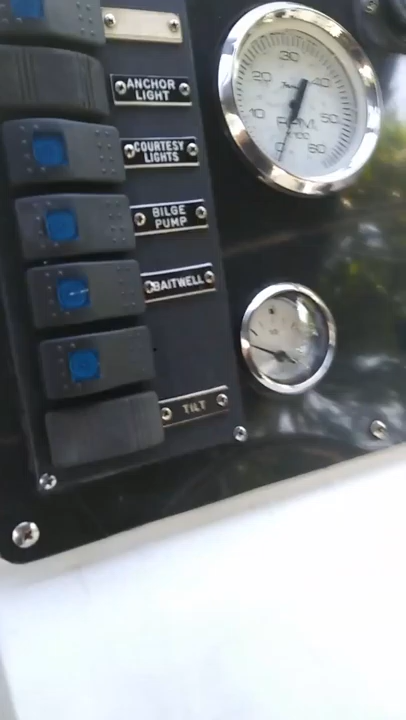 ANCHOR
LIGHT
COURTESY
LIGHTS
BILGE
PUMP
BAITWELL
TILT
30
20
40
10
50
0
60
RPM
X100